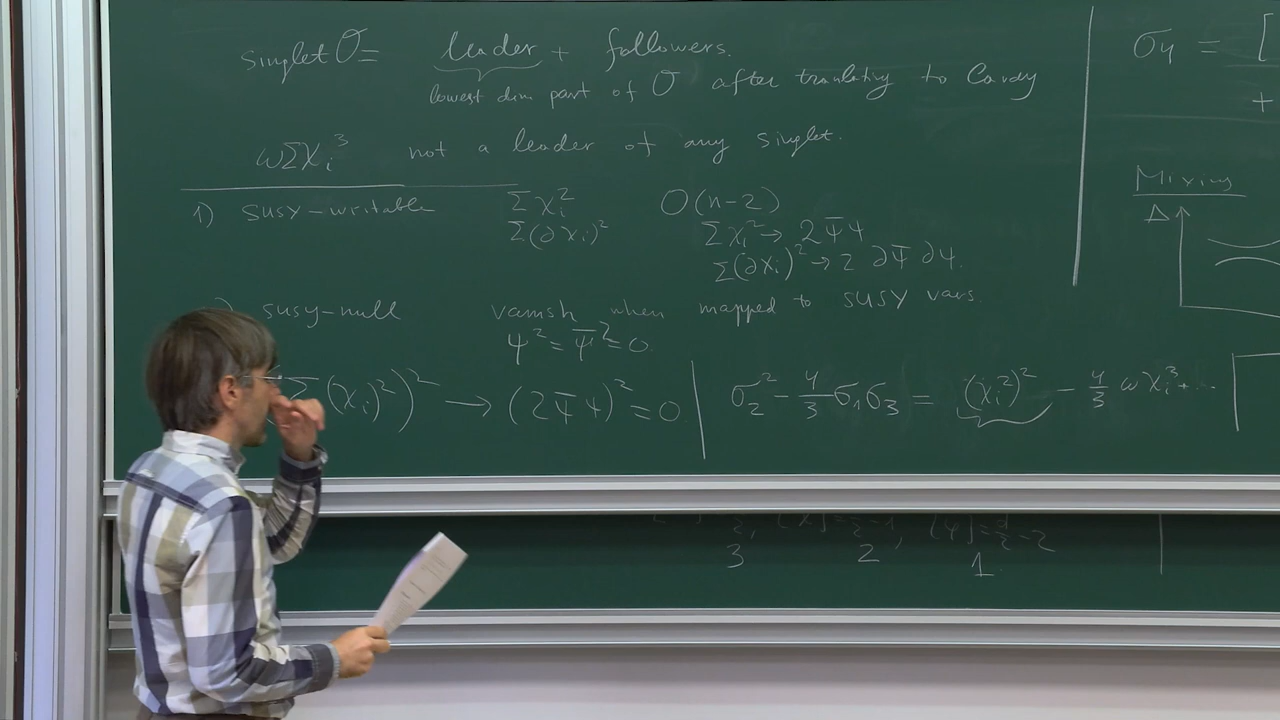 singlet O = leader + followers.
lowest dim part of O after translating to Cardy
ωΣχᵢ³ not a leader of any singlet.
1) susy-writable Σχᵢ² O(n-2)
Σ(∂χᵢ)² Σχᵢ² → 2ψ̄ψ
Σ(∂χᵢ)² → 2 ∂ψ̄ ∂ψ.
susy-null vanish when mapped to SUSY vars.
ψ² = ψ̄² = 0.
Σ(χᵢ)²)² → (2ψ̄ψ)² = 0
σ₂² - 4/3 σ₁σ₃ = (χᵢ²)² - 4/3 ωχᵢ³ + ...
σ₄ = [
+
Mixing
Δ
3 2 1